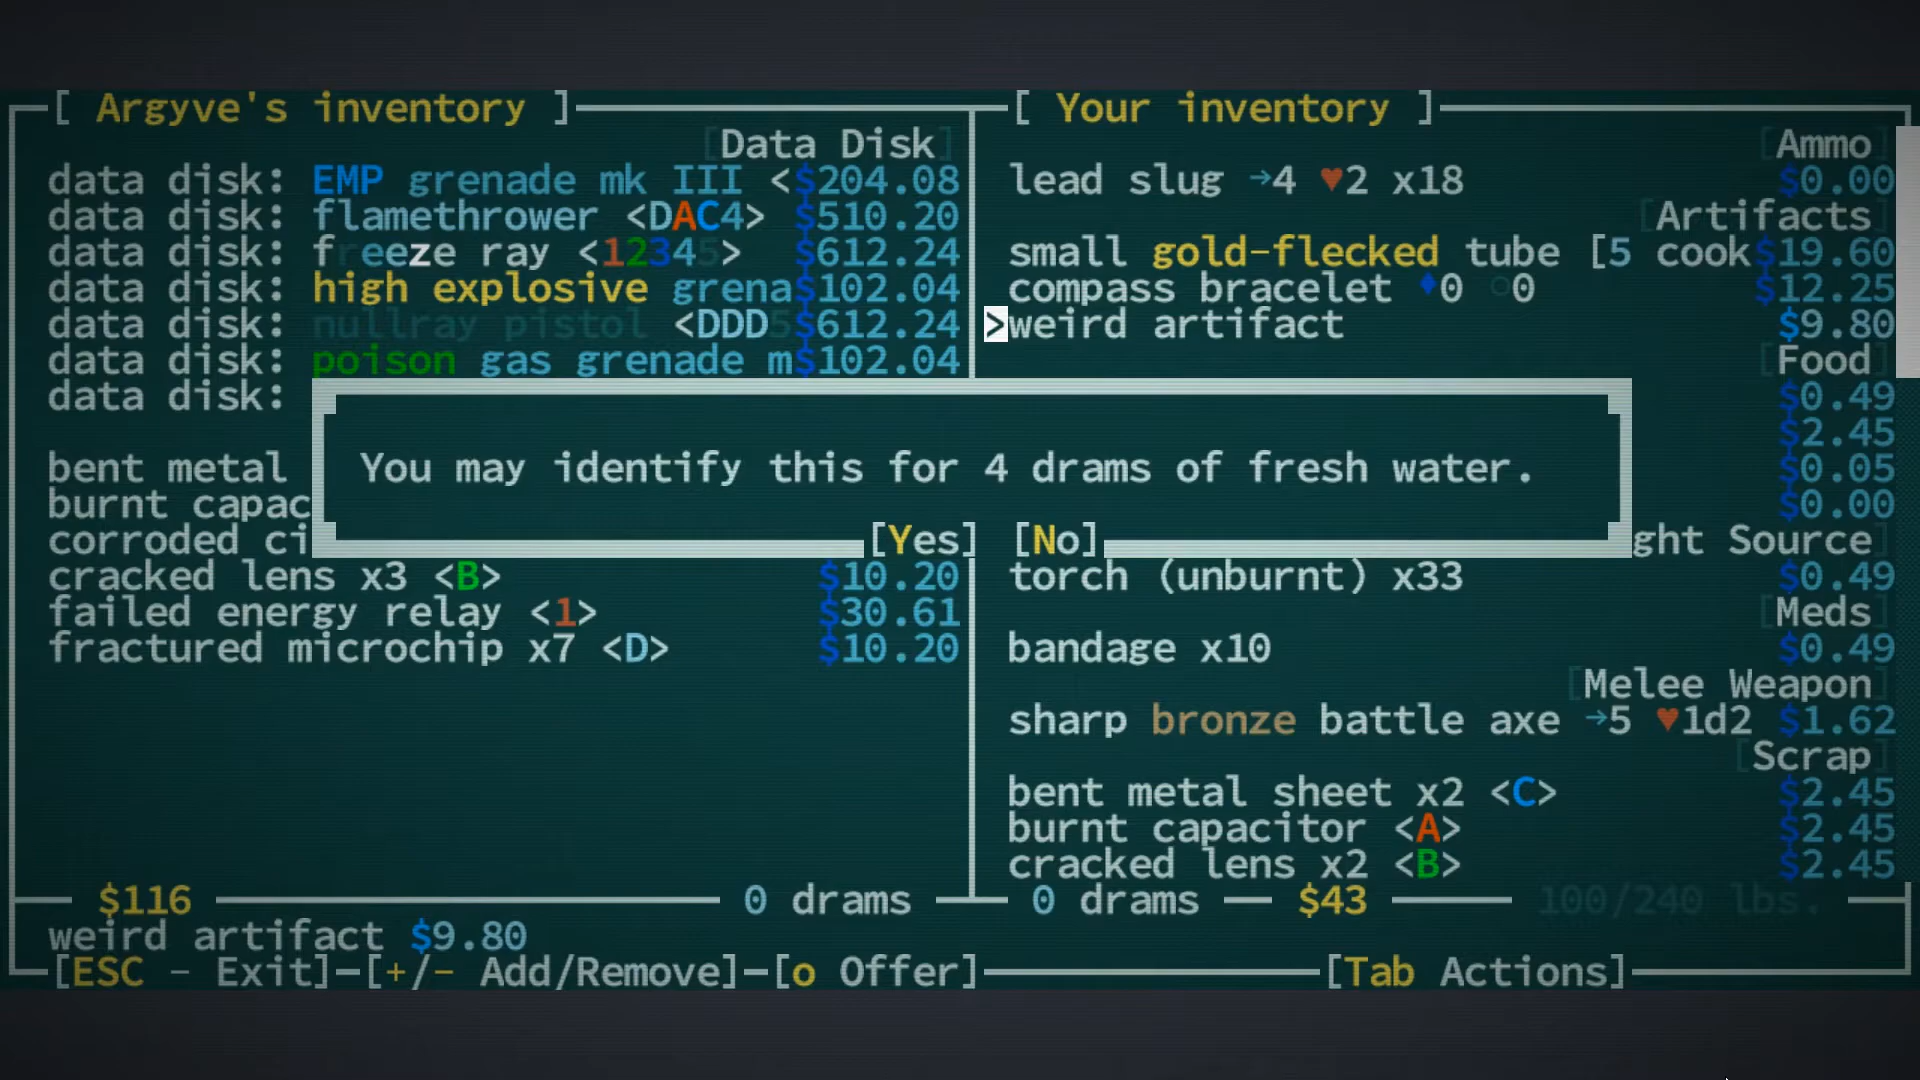 [ Argyve's inventory ]
[Data Disk]
data disk: EMP grenade mk III <$204.08
data disk: flamethrower <DAC4> $510.20
data disk: freeze ray <12345> $612.24
data disk: high explosive grena$102.04
data disk: nullray pistol <DDD5$612.24
data disk: poison gas grenade m$102.04
data disk:
bent metal
burnt capac
corroded ci
cracked lens x3 <B> $10.20
failed energy relay <1> $30.61
fractured microchip x7 <D> $10.20
$116 0 drams
[ Your inventory ]
[Ammo]
lead slug →4 ♥2 x18 $0.00
[Artifacts]
small gold-flecked tube [5 cook$19.60
compass bracelet ♦0 ○0 $12.25
>weird artifact $9.80
[Food]
$0.49
$2.45
$0.05
$0.00
ght Source]
torch (unburnt) x33 $0.49
[Meds]
bandage x10 $0.49
[Melee Weapon]
sharp bronze battle axe →5 ♥1d2 $1.62
[Scrap]
bent metal sheet x2 <C> $2.45
burnt capacitor <A> $2.45
cracked lens x2 <B> $2.45
0 drams $43 100/240 lbs.
You may identify this for 4 drams of fresh water.
[Yes] [No]
weird artifact $9.80
[ESC - Exit] [+/- Add/Remove] [o Offer] [Tab Actions]